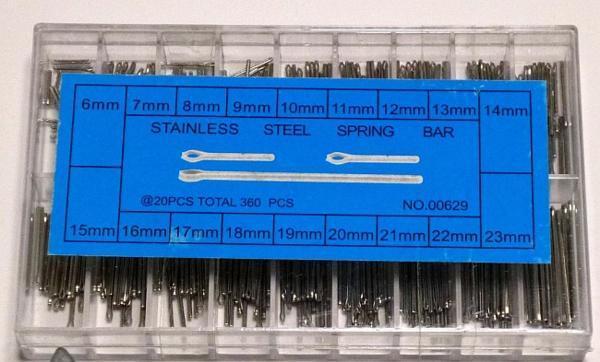 6mm 7mm 8mm 9mm 10mm 11mm 12mm 13mm 14mm
STAINLESS STEEL SPRING BAR
@20PCS TOTAL 360 PCS NO.00629
15mm 16mm 17mm 18mm 19mm 20mm 21mm 22mm 23mm